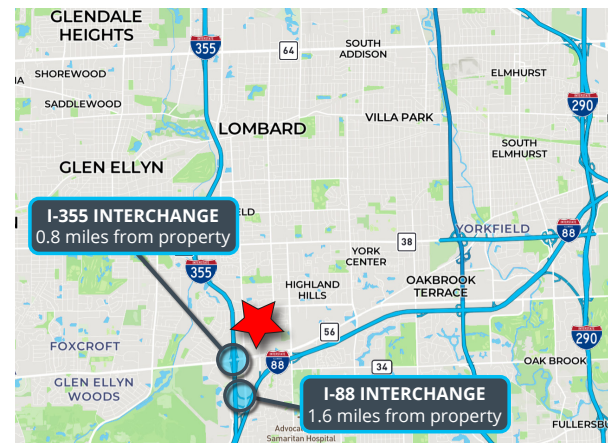 GLENDALE
HEIGHTS
355
64
SOUTH
ADDISON
SHOREWOOD
ELMHURST
SADDLEWOOD
290
LOMBARD
VILLA PARK
SOUTH
ELMHURST
GLEN ELLYN
I-355 INTERCHANGE
0.8 miles from property
YORKFIELD
88
38
YORK
CENTER
355
HIGHLAND
HILLS
OAKBROOK
TERRACE
56
290
FOXCROFT
88
34
OAK BROOK
GLEN ELLYN
WOODS
I-88 INTERCHANGE
1.6 miles from property
Samaritan Hospital